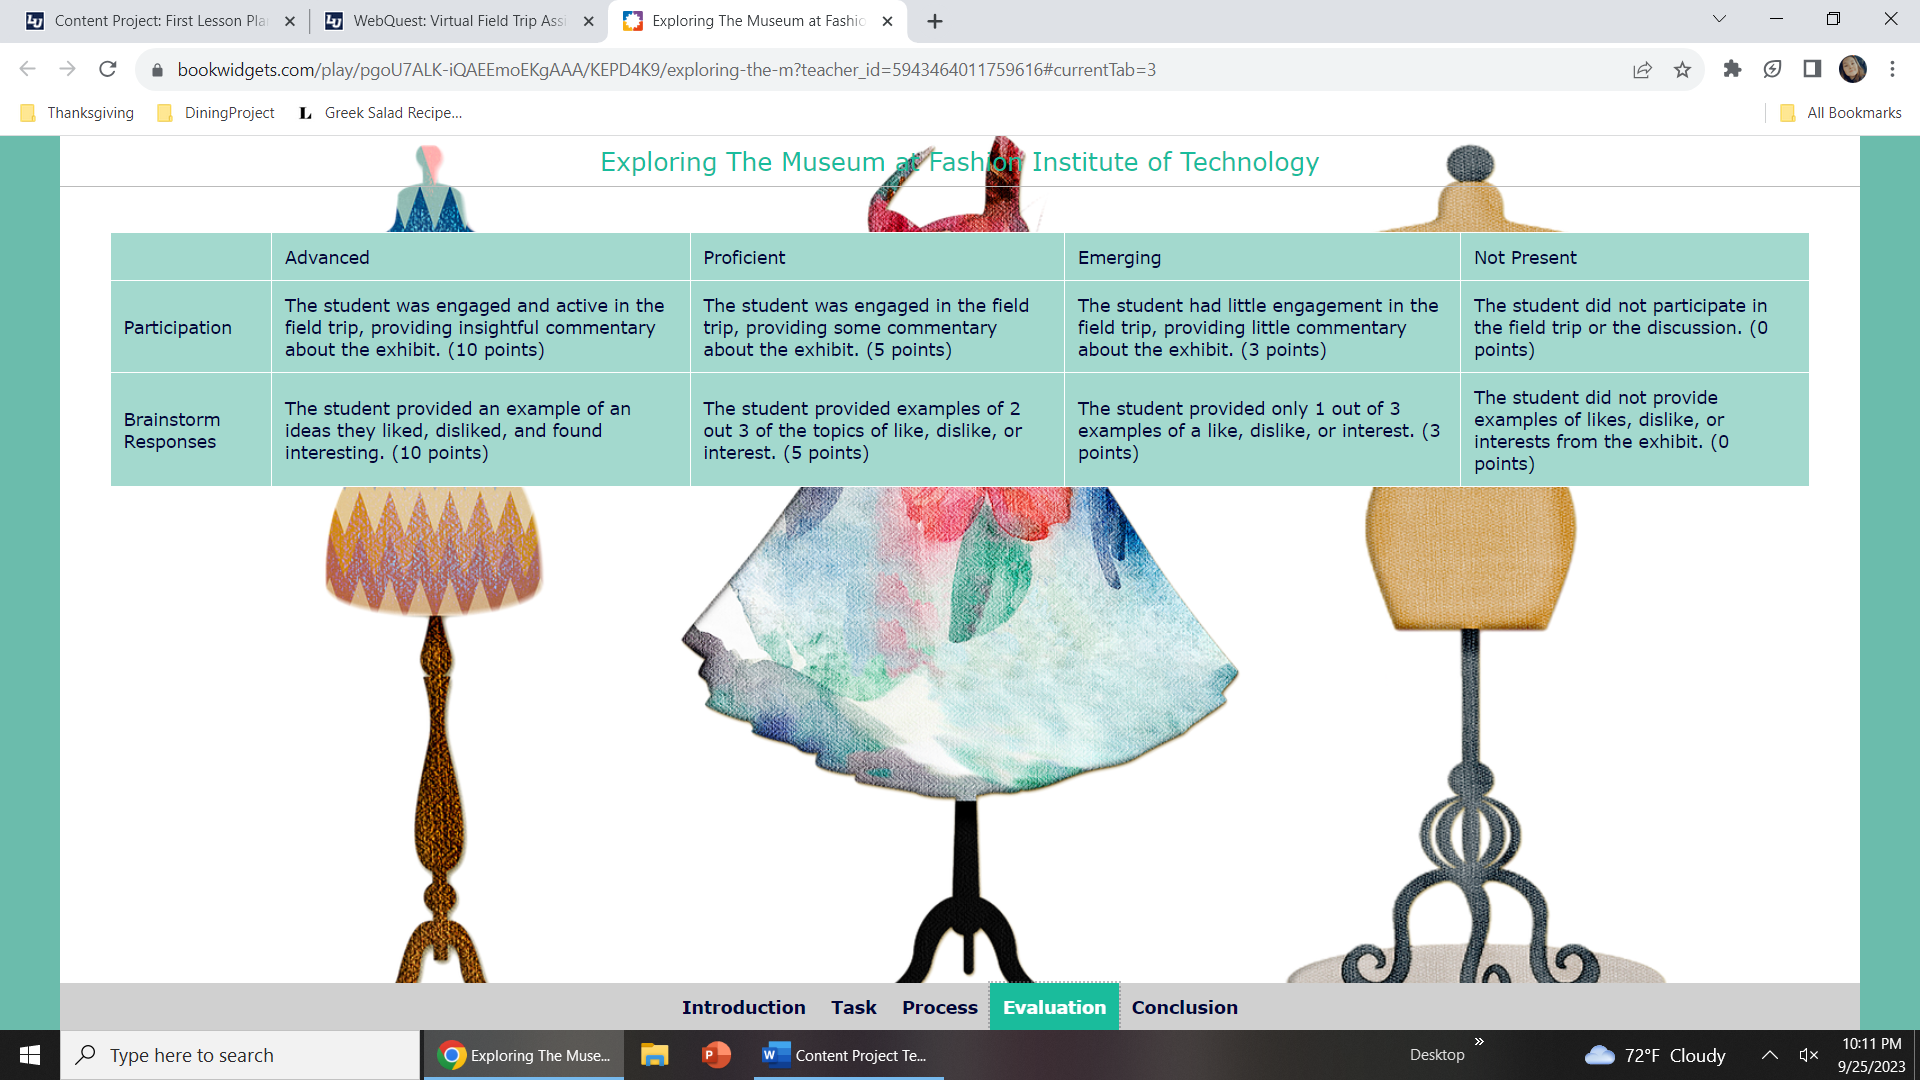 Content Project: First Lesson Pla
WebQuest: Virtual Field Trip Assi
Exploring The Museum at Fashio
bookwidgets.com/play/pgoU7ALK-iQAEEmoEKgAAA/KEPD4K9/exploring-the-m?teacher_id=5943464011759616#currentTab=3
Thanksgiving
DiningProject
L Greek Salad Recipe...
All Bookmarks
Exploring The Museum at Fashion Institute of Technology
Advanced
Proficient
Emerging
Not Present
Participation
The student was engaged and active in the
field trip, providing insightful commentary
about the exhibit. (10 points)
The student was engaged in the field
trip, providing some commentary
about the exhibit. (5 points)
The student had little engagement in the
field trip, providing little commentary
about the exhibit. (3 points)
The student did not participate in
the field trip or the discussion. (0
points)
Brainstorm
Responses
The student provided an example of an
ideas they liked, disliked, and found
interesting. (10 points)
The student provided examples of 2
out 3 of the topics of like, dislike, or
interest. (5 points)
The student provided only 1 out of 3
examples of a like, dislike, or interest. (3
points)
The student did not provide
examples of likes, dislike, or
interests from the exhibit. (0
points)
Introduction Task Process Evaluation Conclusion
Type here to search
Exploring The Muse...
Content Project Te...
Desktop
72°F Cloudy
10:11 PM
9/25/2023